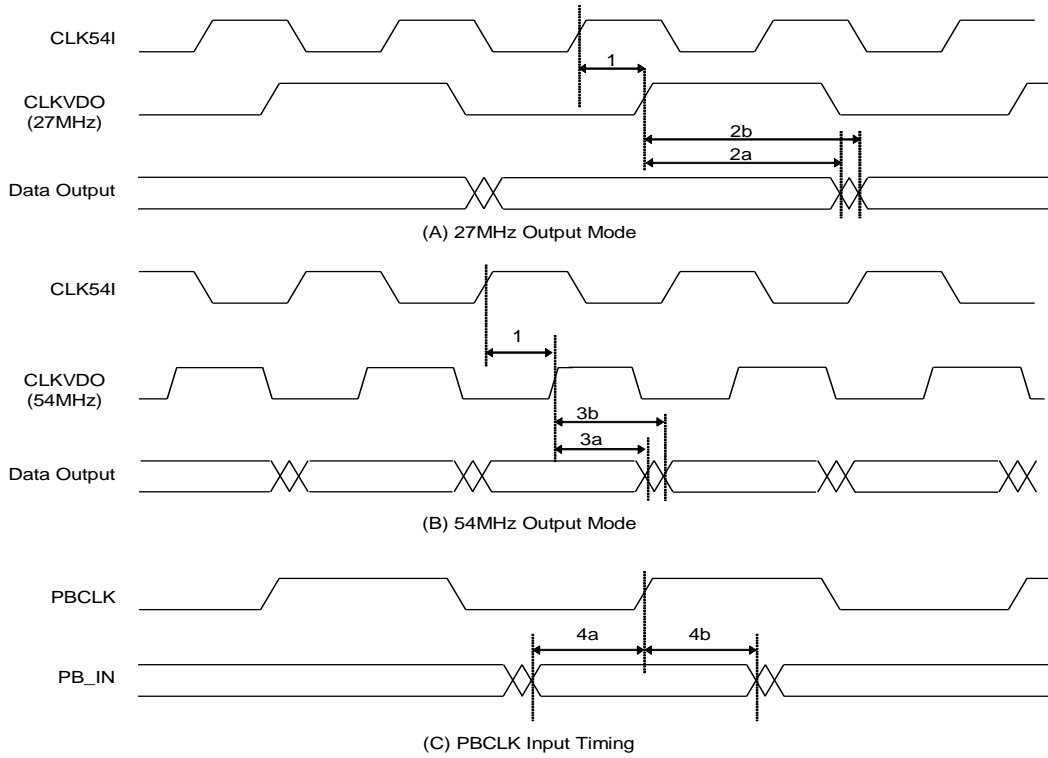 CLK54I
1
CLKVDO
(27MHz)
2b
2a
Data Output
(A) 27MHz Output Mode
CLK54I
1
CLKVDO
(54MHz)
3b
3a
Data Output
(B) 54MHz Output Mode
PBCLK
4a 4b
PB_IN
(C) PBCLK Input Timing